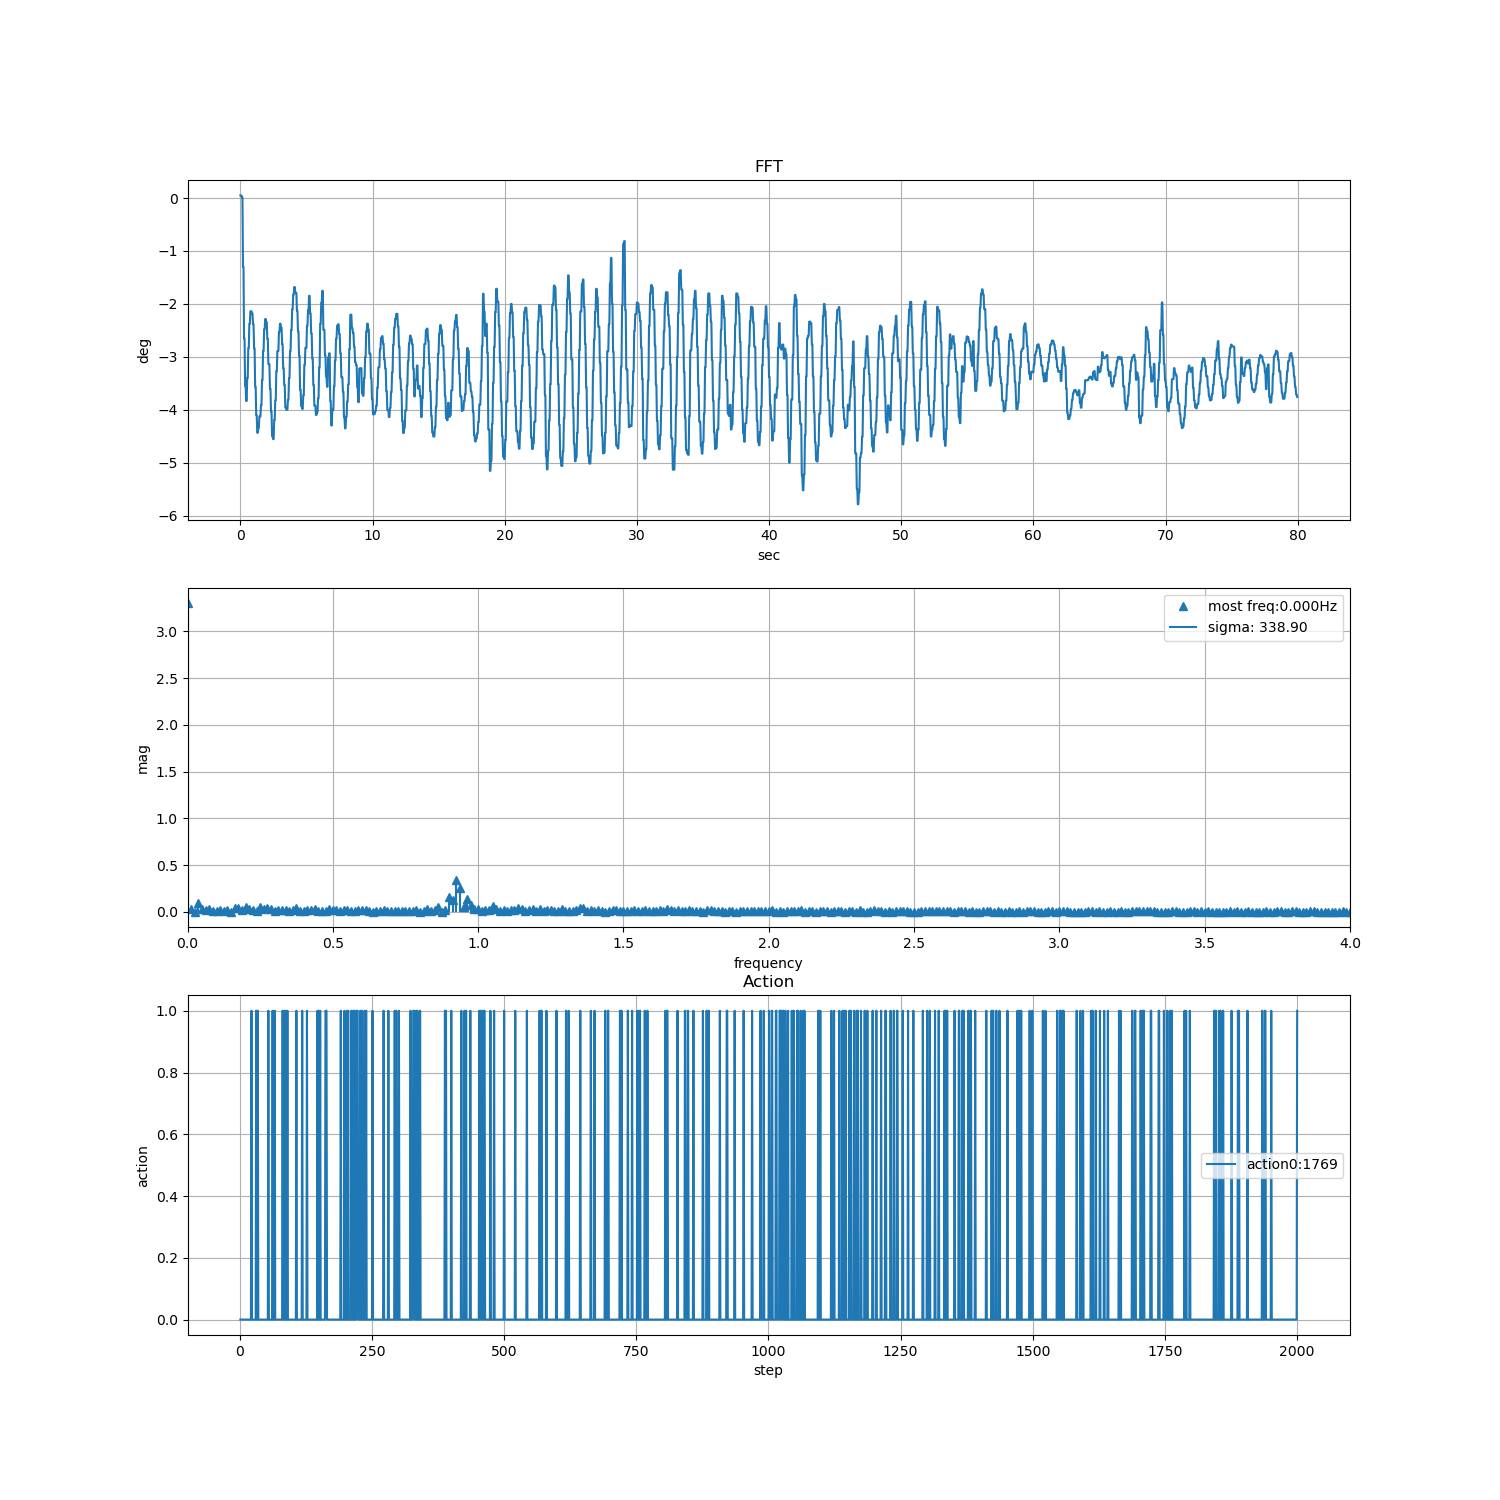 FFT
0
−1
−2
−3
−4
−5
−6
deg
0 10 20 30 40 50 60 70 80
sec
most freq:0.000Hz
sigma: 338.90
3.0
2.5
2.0
1.5
1.0
0.5
0.0
mag
0.0 0.5 1.0 1.5 2.0 2.5 3.0 3.5 4.0
frequency
Action
1.0
0.8
0.6
0.4
0.2
0.0
action
action0:1769
0 250 500 750 1000 1250 1500 1750 2000
step